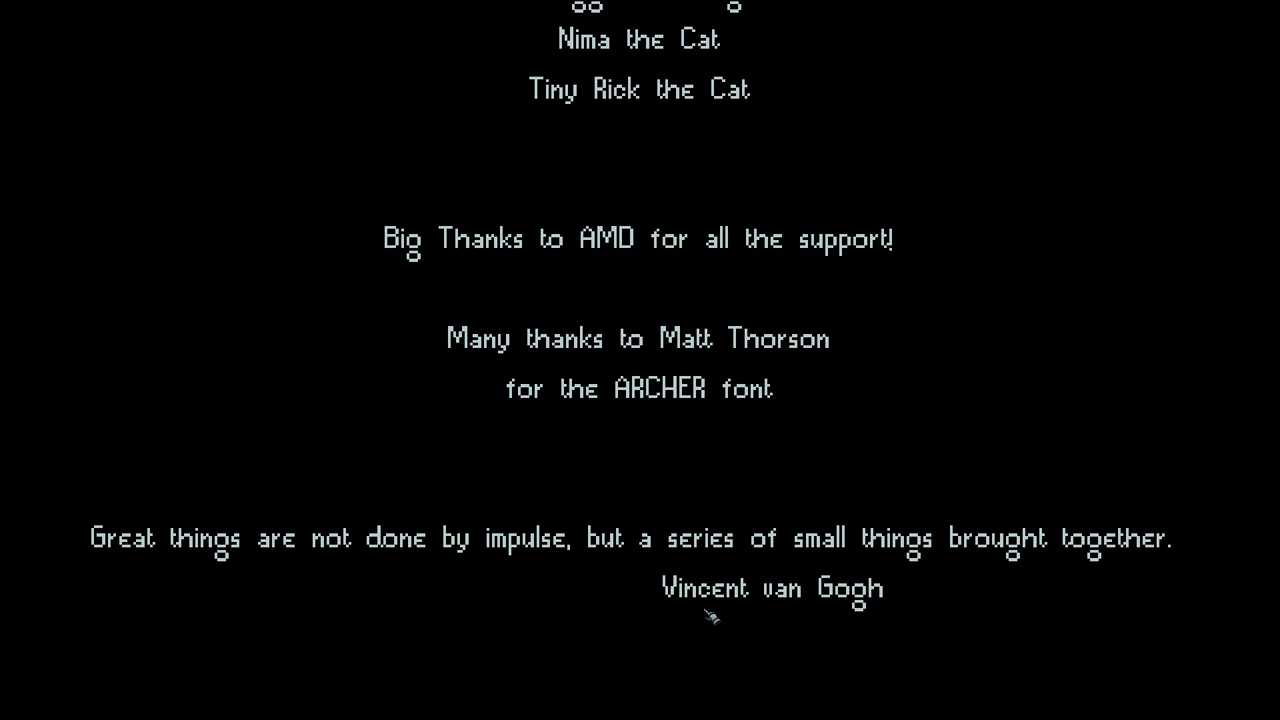 Nima the Cat
Tiny Rick the Cat
Big Thanks to AMD for all the support!
Many thanks to Matt Thorson
for the ARCHER font
Great things are not done by impulse, but a series of small things brought together.
Vincent van Gogh